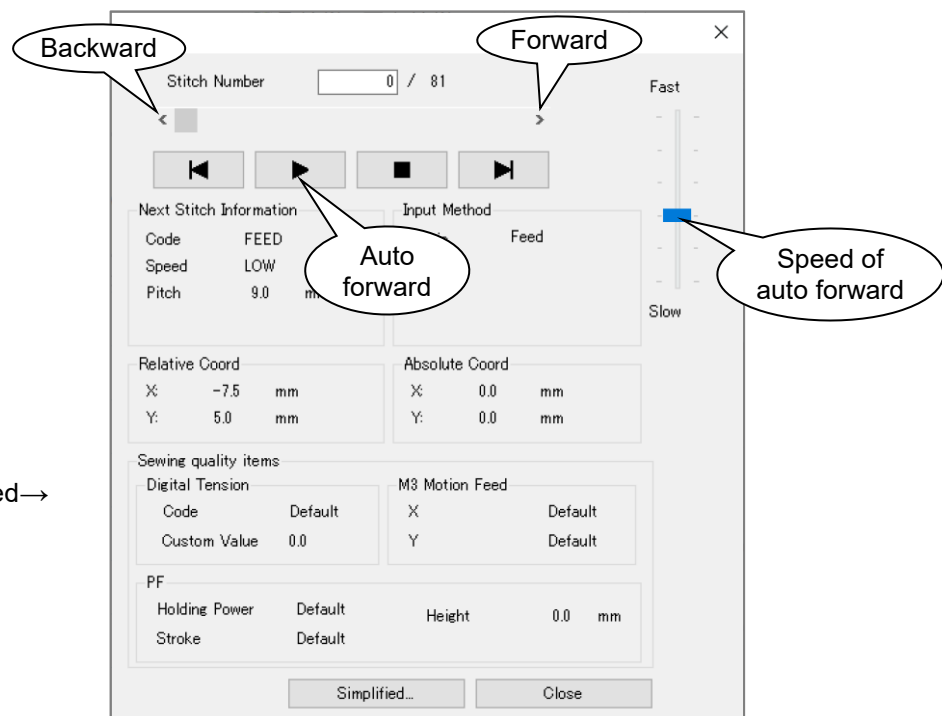 Backward
Forward
Stitch Number 0 / 81
Fast
Next Stitch Information
Code FEED
Speed LOW
Pitch 9.0
Input Method
Feed
Auto
forward
Speed of
auto forward
Slow
Relative Coord
X: -7.5 mm
Y: 5.0 mm
Absolute Coord
X: 0.0 mm
Y: 0.0 mm
Sewing quality items
Digital Tension
Code Default
Custom Value 0.0
M3 Motion Feed
X Default
Y Default
ed→
PF
Holding Power Default
Stroke Default
Height 0.0 mm
Simplified...
Close